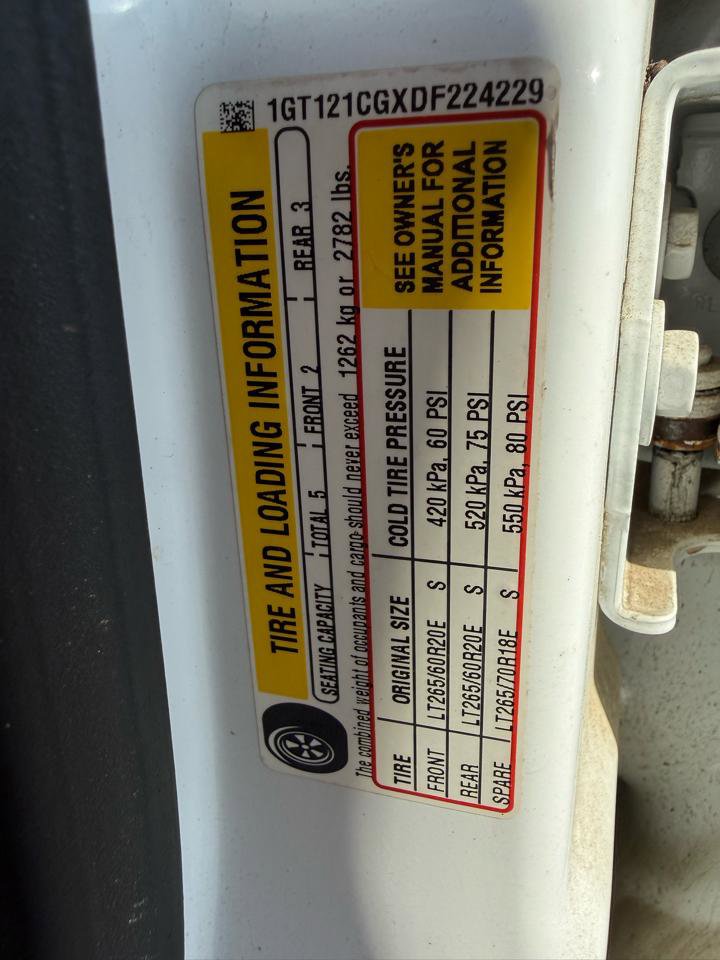 1GT121CGXDF224229
TIRE AND LOADING INFORMATION
SEATING CAPACITY TOTAL 5 FRONT 2 REAR 3
The combined weight of occupants and cargo should never exceed 1262 kg or 2782 lbs.
TIRE ORIGINAL SIZE COLD TIRE PRESSURE
FRONT LT265/60R20E S 420 kPa, 60 PSI
REAR LT265/60R20E S 520 kPa, 75 PSI
SPARE LT265/70R18E S 550 kPa, 80 PSI
SEE OWNER'S
MANUAL FOR
ADDITIONAL
INFORMATION